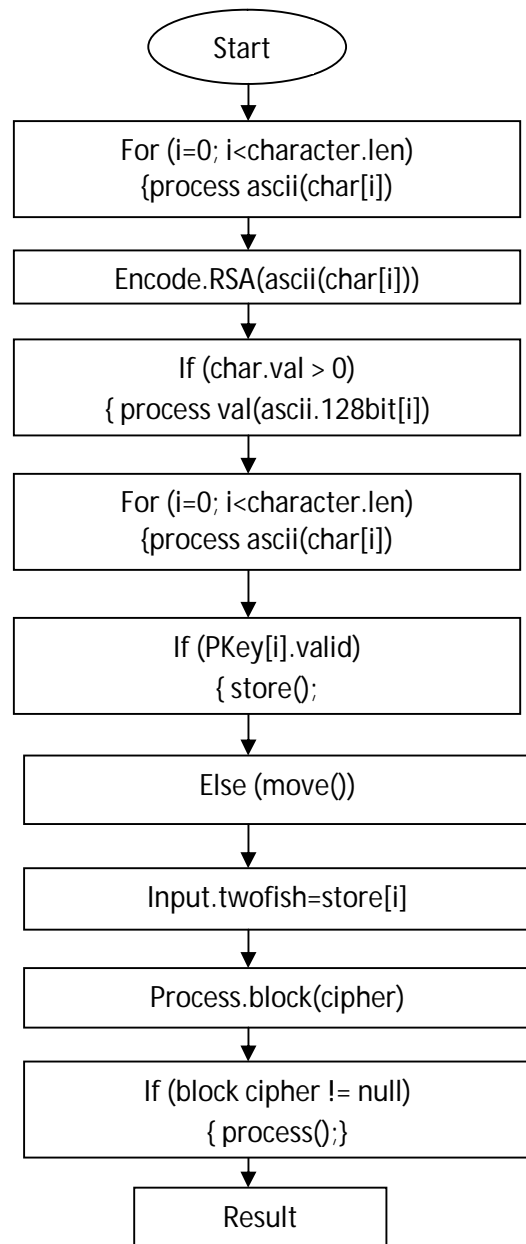 Start
For (i=0; i<character.len)
{process ascii(char[i])
Encode.RSA(ascii(char[i]))
If (char.val > 0)
{ process val(ascii.128bit[i])
For (i=0; i<character.len)
{process ascii(char[i])
If (PKey[i].valid)
{ store();
Else (move())
Input.twofish=store[i]
Process.block(cipher)
If (block cipher != null)
{ process();}
Result